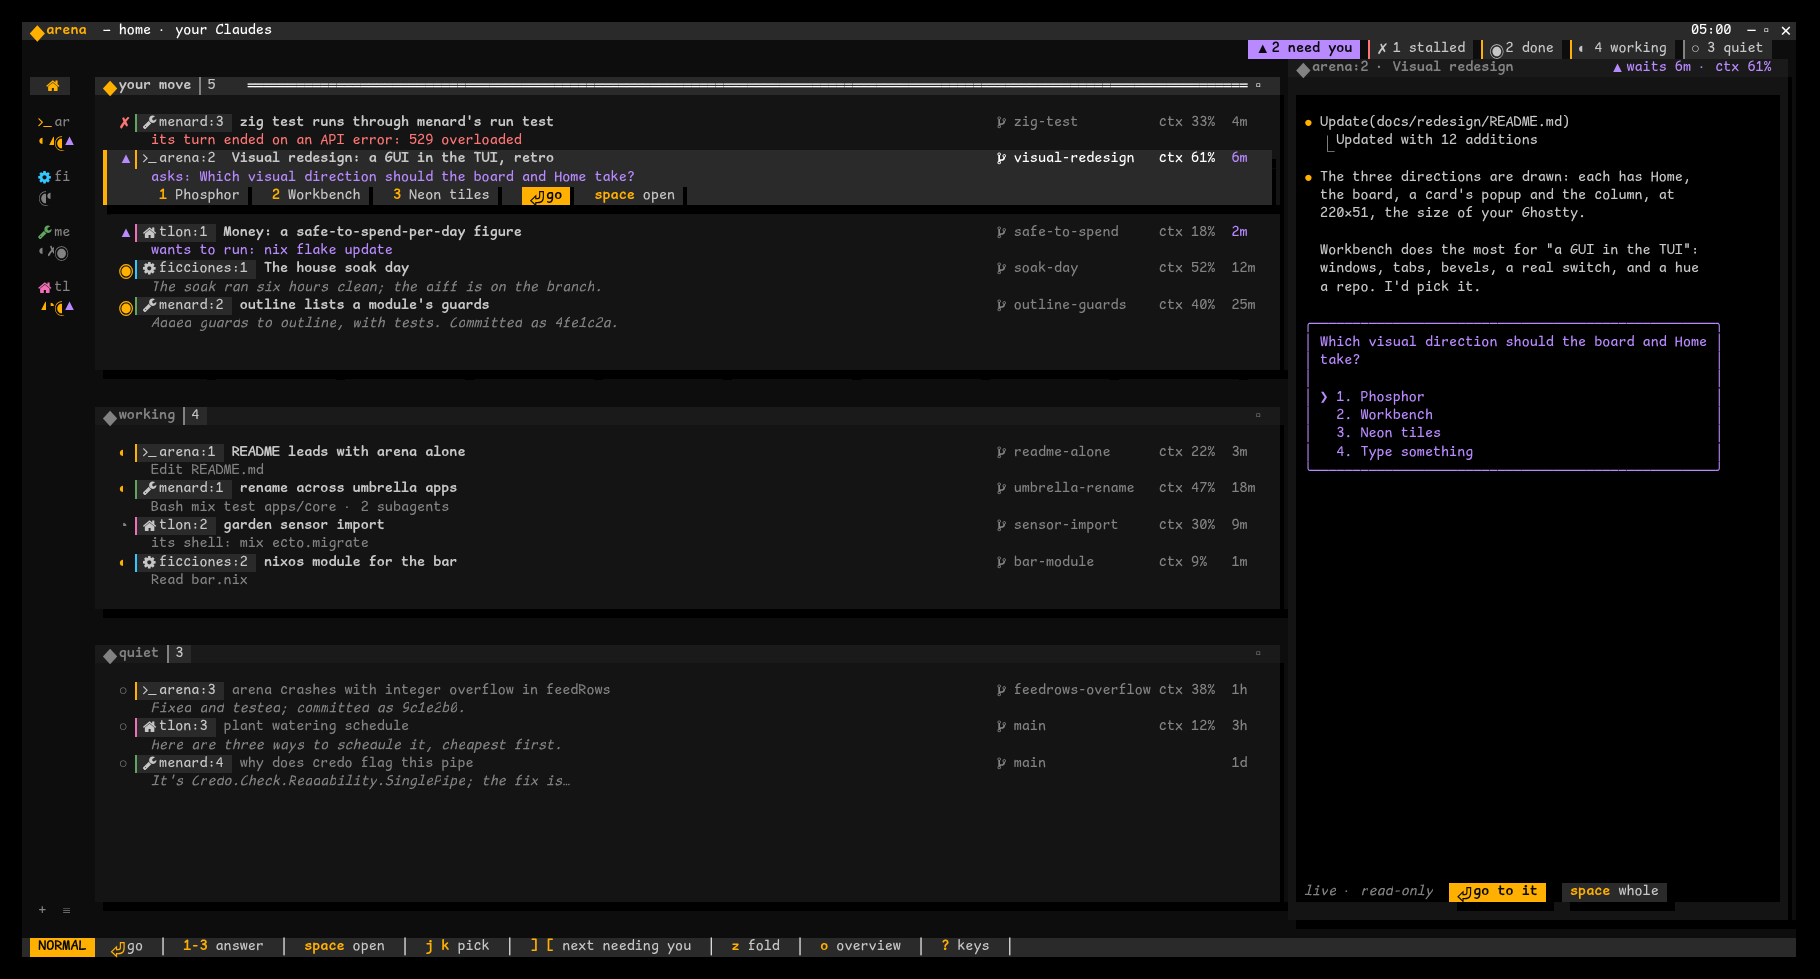 arena – home · your Claudes 05:00
▲2 need you ✗1 stalled 2 done 4 working ○ 3 quiet
your move 5
✗ menard:3 zig test runs through menard's run test zig-test ctx 33% 4m
its turn ended on an API error: 529 overloaded
▲ >_arena:2 Visual redesign: a GUI in the TUI, retro visual-redesign ctx 61% 6m
asks: Which visual direction should the board and Home take?
1 Phosphor 2 Workbench 3 Neon tiles go space open
▲ tlon:1 Money: a safe-to-spend-per-day figure safe-to-spend ctx 18% 2m
wants to run: nix flake update
ficciones:1 The house soak day soak-day ctx 52% 12m
The soak ran six hours clean; the diff is on the branch.
menard:2 outline lists a module's guards outline-guards ctx 40% 25m
Added guards to outline, with tests. Committed as 4fe1c2a.
working 4
>_arena:1 README leads with arena alone readme-alone ctx 22% 3m
Edit README.md
menard:1 rename across umbrella apps umbrella-rename ctx 47% 18m
Bash mix test apps/core · 2 subagents
tlon:2 garden sensor import sensor-import ctx 30% 9m
its shell: mix ecto.migrate
ficciones:2 nixos module for the bar bar-module ctx 9% 1m
Read bar.nix
quiet 3
○ >_arena:3 arena crashes with integer overflow in feedRows feedrows-overflow ctx 38% 1h
Fixed and tested; committed as 9c1e2b0.
○ tlon:3 plant watering schedule main ctx 12% 3h
here are three ways to schedule it, cheapest first.
○ menard:4 why does Credo flag this pipe main 1d
It's Credo.Check.Readability.SinglePipe; the fix is…
>_ar
fi
me
tl
+ ≡
arena:2 · Visual redesign ▲waits 6m · ctx 61%
● Update(docs/redesign/README.md)
Updated with 12 additions
● The three directions are drawn: each has Home,
the board, a card's popup and the column, at
220×51, the size of your Ghostty.
Workbench does the most for "a GUI in the TUI":
windows, tabs, bevels, a real switch, and a hue
a repo. I'd pick it.
Which visual direction should the board and Home
take?
❯ 1. Phosphor
2. Workbench
3. Neon tiles
4. Type something
live · read-only go to it space whole
NORMAL go │ 1-3 answer │ space open │ j k pick │ ] [ next needing you │ z fold │ o overview │ ? keys │